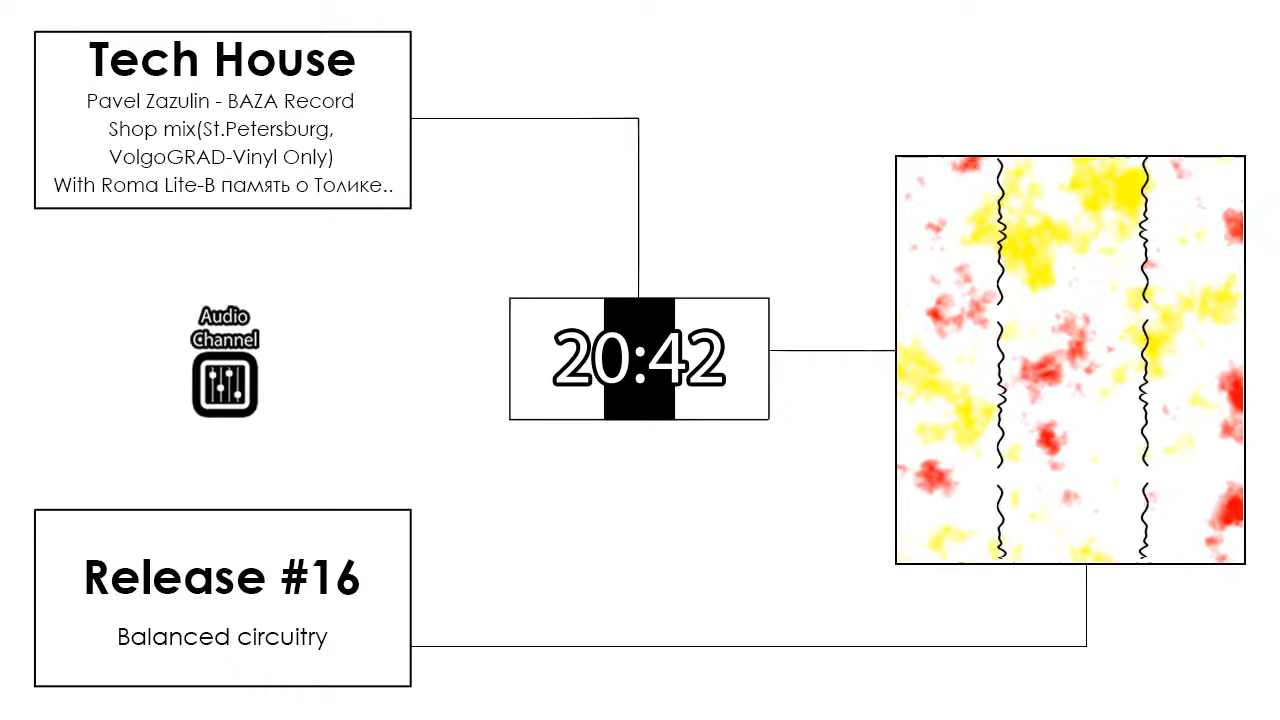 Tech House
Pavel Zazulin - BAZA Record
Shop mix(St.Petersburg,
VolgoGRAD-Vinyl Only)
With Roma Lite-В память о Толике..
Audio
Channel
20:42
Release #16
Balanced circuitry